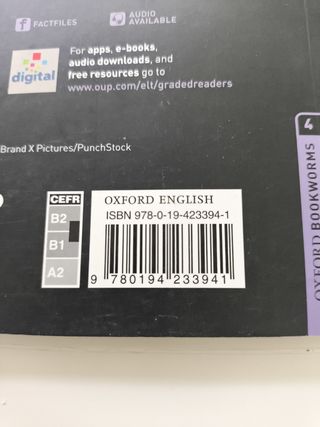 FACTFILES
AUDIO
AVAILABLE
digital
For apps, e-books,
audio downloads, and
free resources go to
www.oup.com/elt/gradedreaders
Brand X Pictures/PunchStock
4
OXFORD BOOKWORMS
CEFR
B2
B1
A2
OXFORD ENGLISH
ISBN 978-0-19-423394-1
9 780194 233941